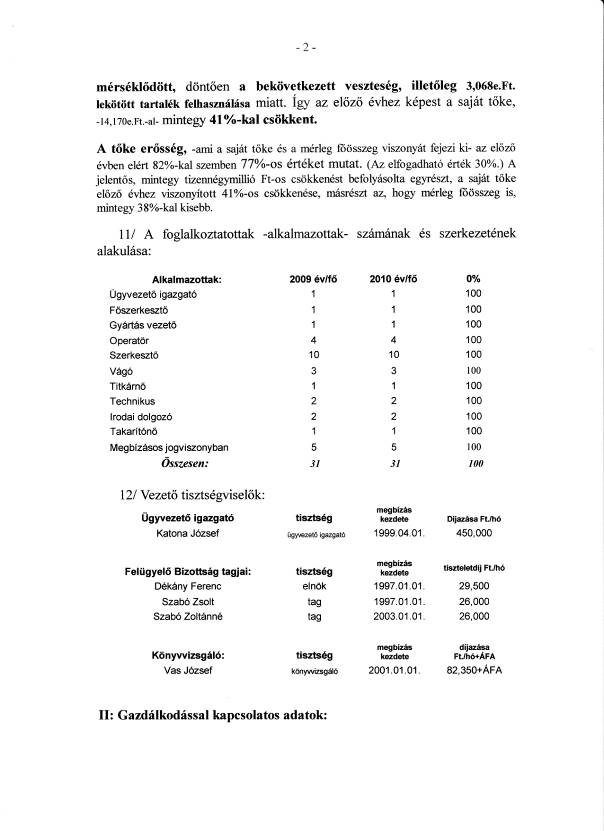 - 2 -
mérséklődött, döntően a bekövetkezett veszteség, illetőleg 3,068e.Ft.
lekötött tartalék felhasználása miatt. Így az előző évhez képest a saját tőke,
-14,170e.Ft.-al- mintegy 41%-kal csökkent.
A tőke erősség, -ami a saját tőke és a mérleg főösszeg viszonyát fejezi ki- az előző
évben elért 82%-kal szemben 77%-os értéket mutat. (Az elfogadható érték 30%.) A
jelentős, mintegy tizennégymillió Ft-os csökkenést befolyásolta egyrészt, a saját tőke
előző évhez viszonyított 41%-os csökkenése, másrészt az, hogy mérleg főösszeg is,
mintegy 38%-kal kisebb.
11/ A foglalkoztatottak -alkalmazottak- számának és szerkezetének
alakulása:
Alkalmazottak: 2009 év/fő 2010 év/fő 0%
Ügyvezető igazgató 1 1 100
Főszerkesztő 1 1 100
Gyártás vezető 1 1 100
Operatőr 4 4 100
Szerkesztő 10 10 100
Vágó 3 3 100
Titkárnő 1 1 100
Technikus 2 2 100
Irodai dolgozó 2 2 100
Takarítónő 1 1 100
Megbízásos jogviszonyban 5 5 100
Összesen: 31 31 100
12/ Vezető tisztségviselők:
Ügyvezető igazgató tisztség megbízás kezdete Díjazása Ft./hó
Katona József ügyvezető igazgató 1999.04.01. 450,000
Felügyelő Bizottság tagjai: tisztség megbízás kezdete tiszteletdíj Ft./hó
Dékány Ferenc elnök 1997.01.01. 29,500
Szabó Zsolt tag 1997.01.01. 26,000
Szabó Zoltánné tag 2003.01.01. 26,000
Könyvvizsgáló: tisztség megbízás kezdete díjazása Ft./hó+ÁFA
Vas József könyvvizsgáló 2001.01.01. 82,350+ÁFA
II: Gazdálkodással kapcsolatos adatok: